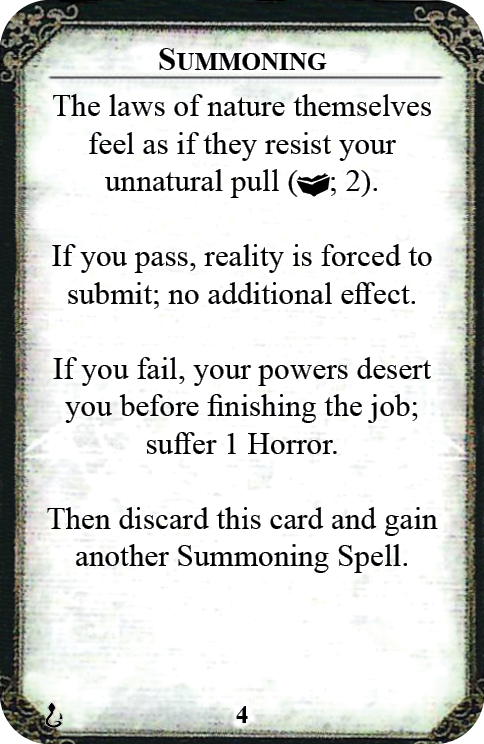 SUMMONING
The laws of nature themselves
feel as if they resist your
unnatural pull (; 2).
If you pass, reality is forced to
submit; no additional effect.
If you fail, your powers desert
you before finishing the job;
suffer 1 Horror.
Then discard this card and gain
another Summoning Spell.
4